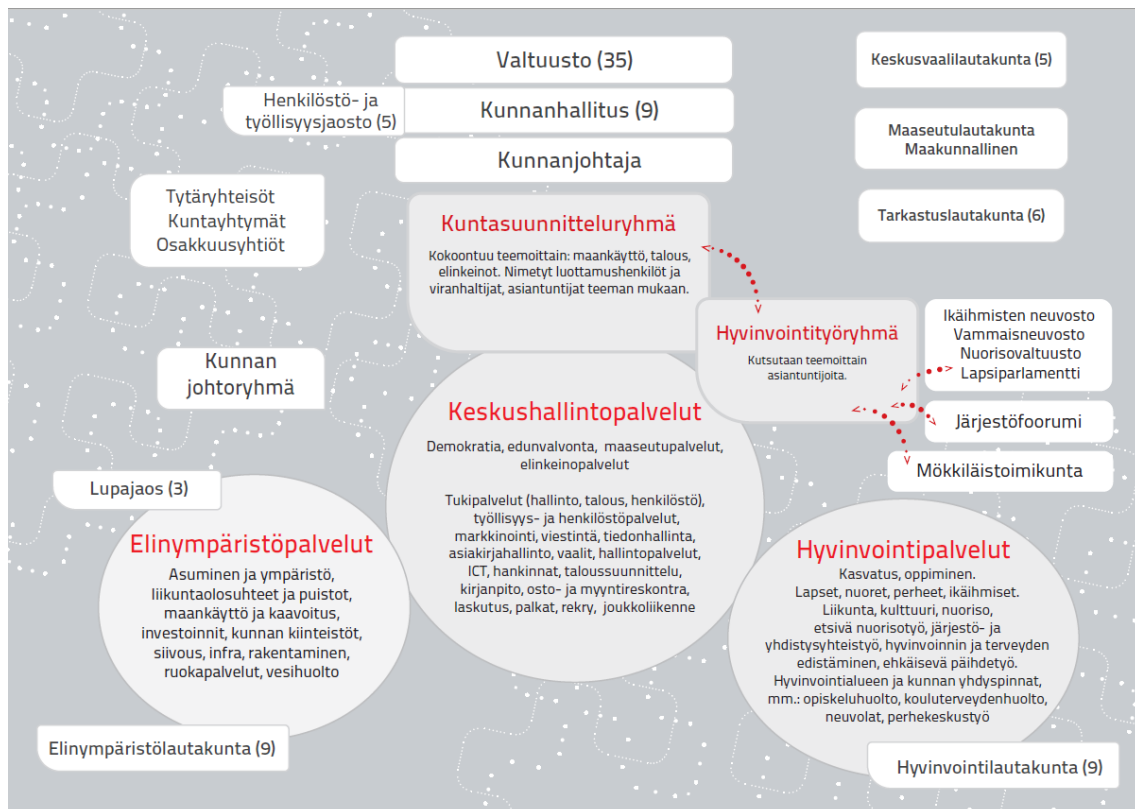 Valtuusto (35)
Keskusvaalilautakunta (5)
Henkilöstö- ja
työllisyysjaosto (5)
Kunnanhallitus (9)
Maaseutulautakunta
Maakunnallinen
Kunnanjohtaja
Tytäryhteisöt
Kuntayhtymät
Osakkuusyhtiöt
Tarkastuslautakunta (6)
Kuntasuunnitteluryhmä
Kokoontuu teemoittain: maankäyttö, talous,
elinkeinot. Nimetyt luottamushenkilöt ja
viranhaltijat, asiantuntijat teeman mukaan.
Hyvinvointityöryhmä
Kutsutaan teemoittain
asiantuntijoita.
Ikäihmisten neuvosto
Vammaisneuvosto
Nuorisovaltuusto
Lapsiparlamentti
Kunnan
johtoryhmä
Järjestöfoorumi
Mökkiläistoimikunta
Keskushallintopalvelut
Demokratia, edunvalvonta, maaseutupalvelut,
elinkeinopalvelut
Tukipalvelut (hallinto, talous, henkilöstö),
työllisyys- ja henkilöstöpalvelut,
markkinointi, viestintä, tiedonhallinta,
asiakirjahallinto, vaalit, hallintopalvelut,
ICT, hankinnat, taloussuunnittelu,
kirjanpito, osto- ja myyntireskontra,
laskutus, palkat, rekry, joukkoliikenne
Lupajaos (3)
Elinympäristöpalvelut
Asuminen ja ympäristö,
liikuntaolosuhteet ja puistot,
maankäyttö ja kaavoitus,
investoinnit, kunnan kiinteistöt,
siivous, infra, rakentaminen,
ruokapalvelut, vesihuolto
Elinympäristölautakunta (9)
Hyvinvointipalvelut
Kasvatus, oppiminen.
Lapset, nuoret, perheet, ikäihmiset.
Liikunta, kulttuuri, nuoriso,
etsivä nuorisotyö, järjestö- ja
yhdistysyhteistyö, hyvinvoinnin ja terveyden
edistäminen, ehkäisevä päihdetyö.
Hyvinvointialueen ja kunnan yhdyspinnat,
mm.: opiskeluhuolto, kouluterveydenhuolto,
neuvolat, perhekeskustyö
Hyvinvointilautakunta (9)